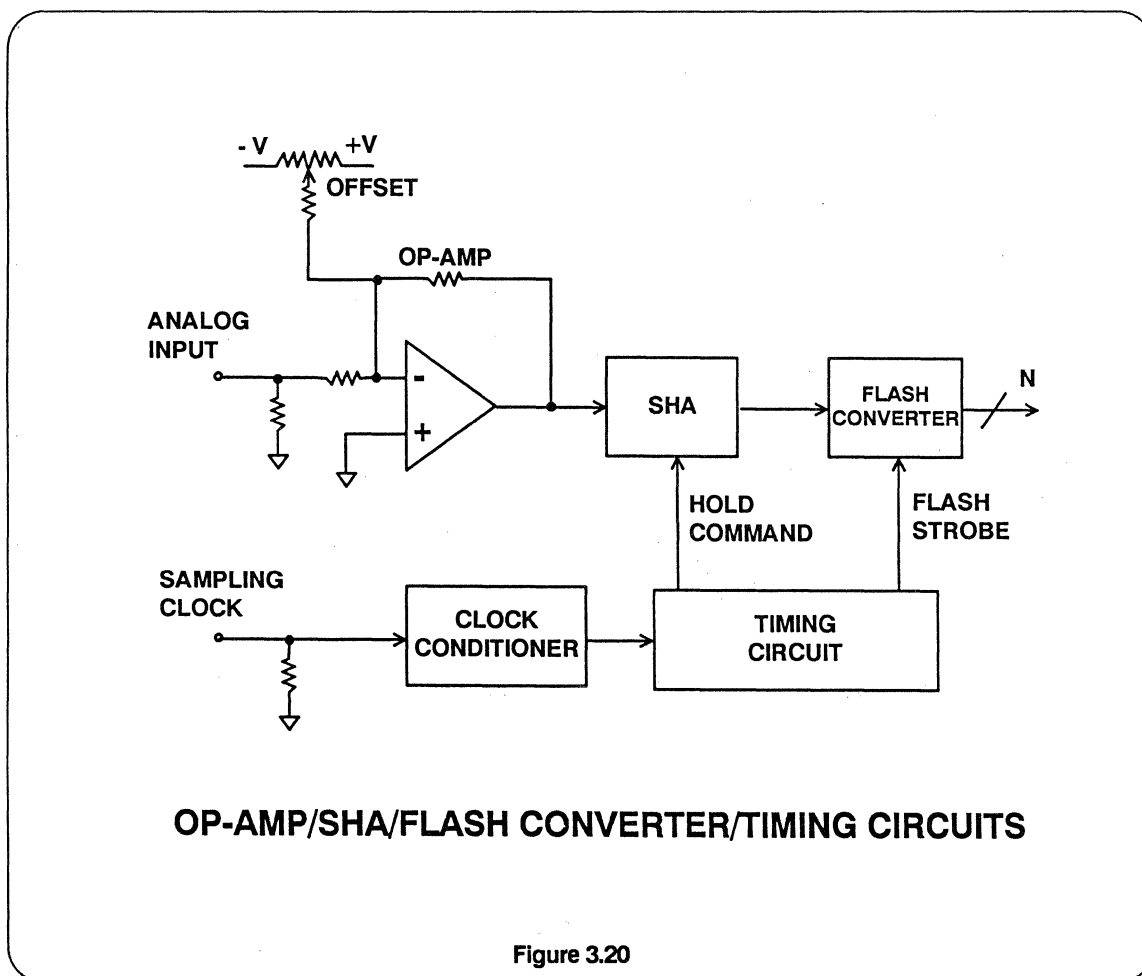 - V +V
OFFSET
OP-AMP
ANALOG
INPUT
-
+
SHA
FLASH
CONVERTER
N
HOLD
COMMAND
FLASH
STROBE
SAMPLING
CLOCK
CLOCK
CONDITIONER
TIMING
CIRCUIT
OP-AMP/SHA/FLASH CONVERTER/TIMING CIRCUITS
Figure 3.20